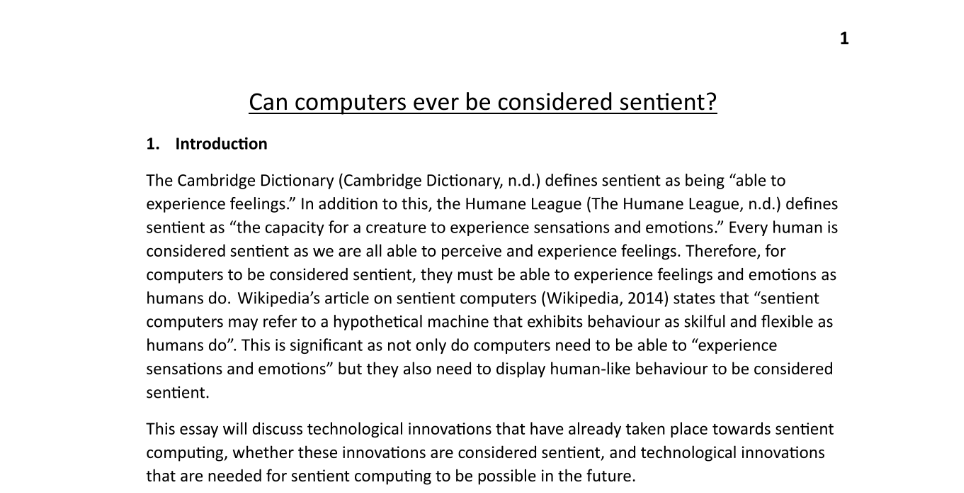 1
Can computers ever be considered sentient?
1. Introduction
The Cambridge Dictionary (Cambridge Dictionary, n.d.) defines sentient as being “able to
experience feelings.” In addition to this, the Humane League (The Humane League, n.d.) defines
sentient as “the capacity for a creature to experience sensations and emotions.” Every human is
considered sentient as we are all able to perceive and experience feelings. Therefore, for
computers to be considered sentient, they must be able to experience feelings and emotions as
humans do. Wikipedia’s article on sentient computers (Wikipedia, 2014) states that “sentient
computers may refer to a hypothetical machine that exhibits behaviour as skilful and flexible as
humans do”. This is significant as not only do computers need to be able to “experience
sensations and emotions” but they also need to display human-like behaviour to be considered
sentient.
This essay will discuss technological innovations that have already taken place towards sentient
computing, whether these innovations are considered sentient, and technological innovations
that are needed for sentient computing to be possible in the future.